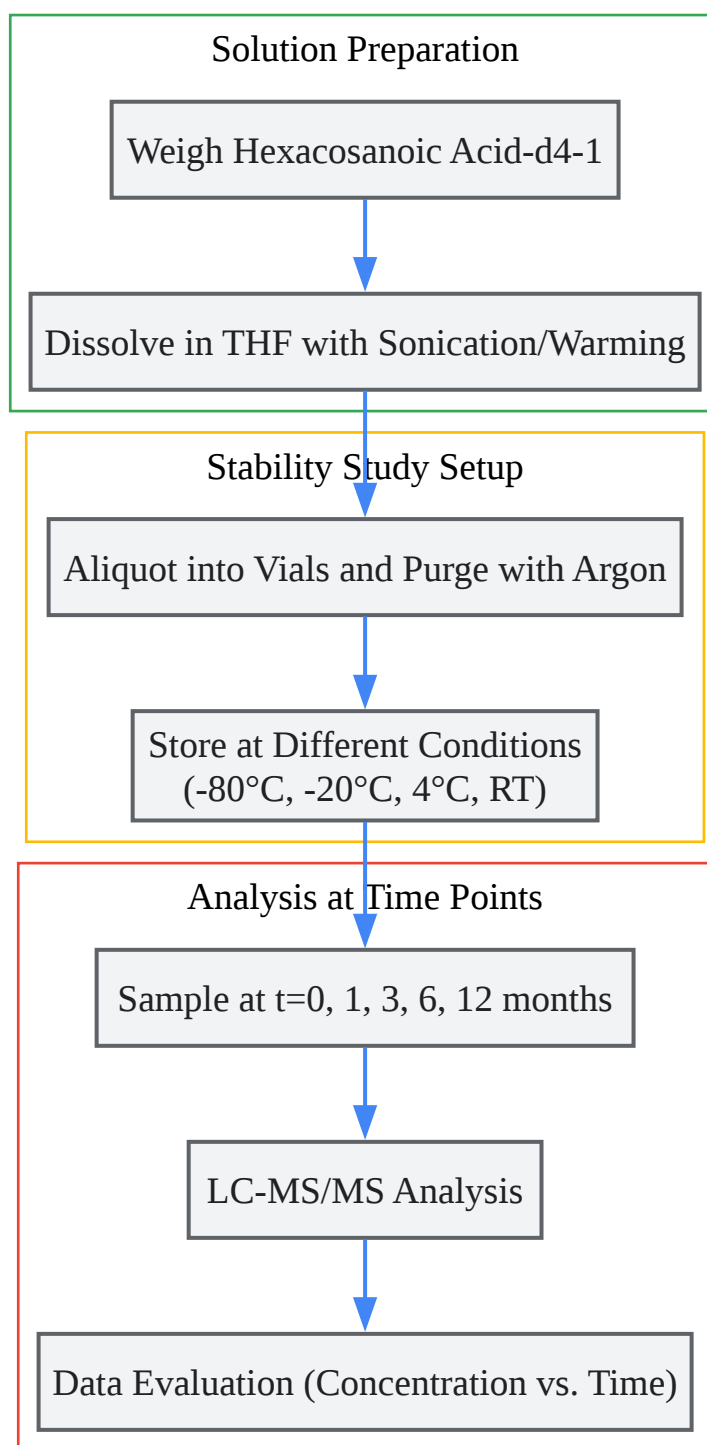 Solution Preparation
Weigh Hexacosanoic Acid-d4-1
Dissolve in THF with Sonication/Warming
Stability Study Setup
Aliquot into Vials and Purge with Argon
Store at Different Conditions
(-80°C, -20°C, 4°C, RT)
Analysis at Time Points
Sample at t=0, 1, 3, 6, 12 months
LC-MS/MS Analysis
Data Evaluation (Concentration vs. Time)